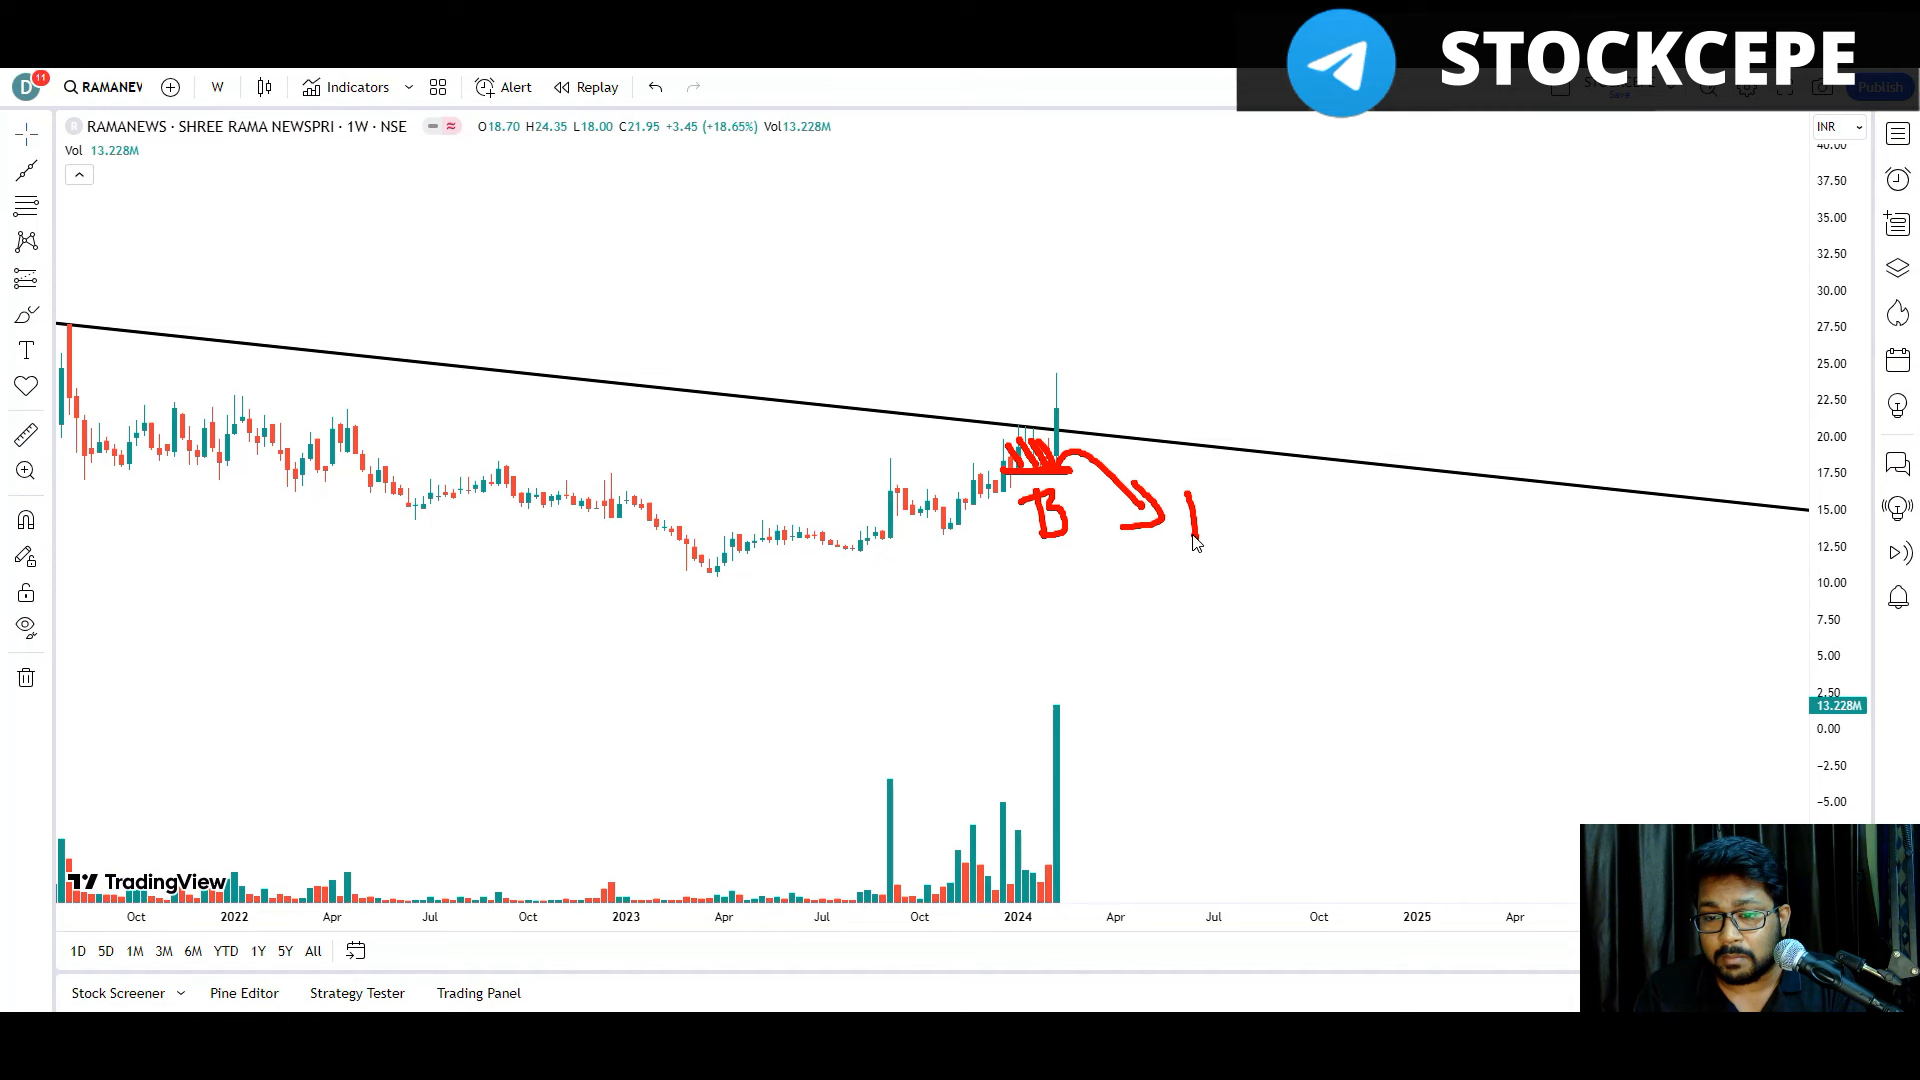 STOCKCEPE
D
11
RAMANEW
W
Indicators
Alert
Replay
Publish
R RAMANEWS · SHREE RAMA NEWSPRI · 1W · NSE O18.70 H24.35 L18.00 C21.95 +3.45 (+18.65%) Vol13.228M
INR
Vol 13.228M
40.00
37.50
35.00
32.50
30.00
27.50
25.00
22.50
20.00
17.50
15.00
12.50
10.00
7.50
5.00
2.50
13.228M
0.00
−2.50
−5.00
B
TradingView
Oct 2022 Apr Jul Oct 2023 Apr Jul Oct 2024 Apr Jul Oct 2025 Apr
1D 5D 1M 3M 6M YTD 1Y 5Y All
Stock Screener Pine Editor Strategy Tester Trading Panel